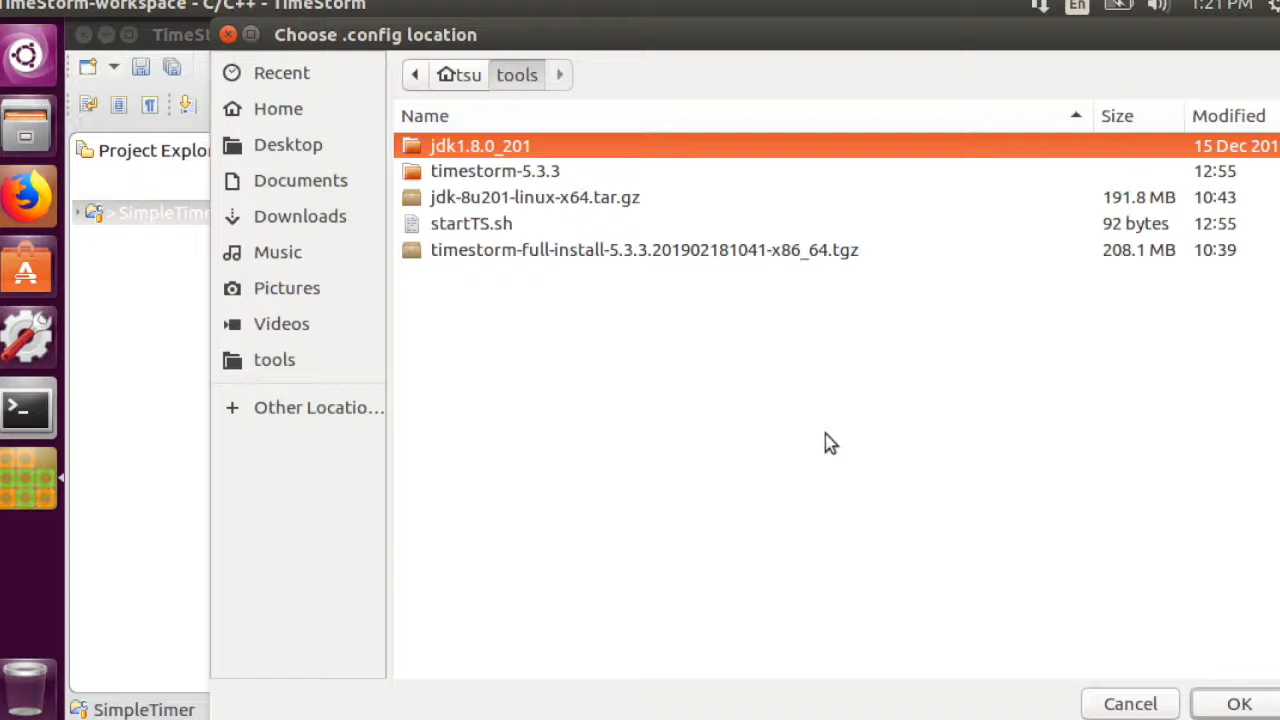 TimeStorm-workspace - C/C++ - TimeStorm
En
1:21 PM
TimeSt
Choose .config location
Recent
Home
Desktop
Documents
Downloads
Music
Pictures
Videos
tools
Other Locatio...
tsu tools
Name Size Modified
jdk1.8.0_201 15 Dec 201
timestorm-5.3.3 12:55
jdk-8u201-linux-x64.tar.gz 191.8 MB 10:43
startTS.sh 92 bytes 12:55
timestorm-full-install-5.3.3.201902181041-x86_64.tgz 208.1 MB 10:39
Project Explor
> SimpleTime
SimpleTimer
Cancel OK